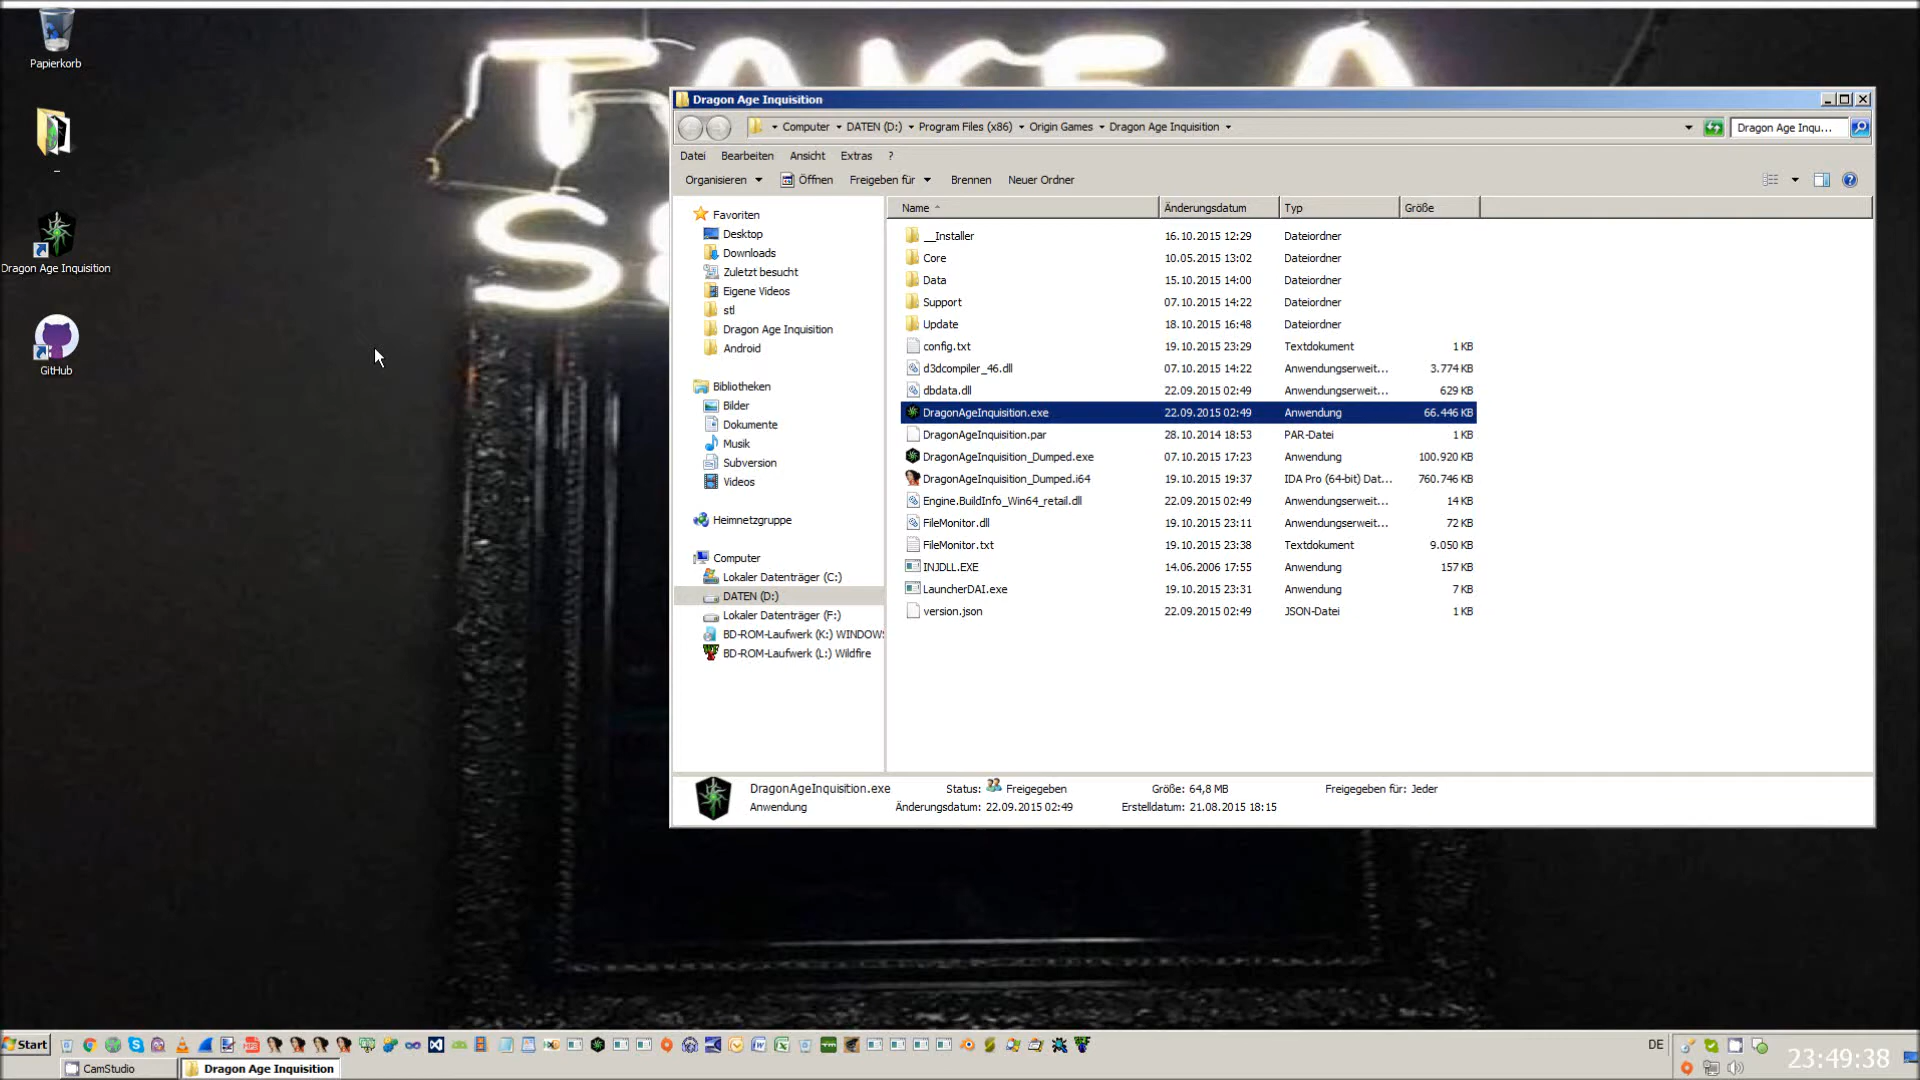 TAKE A
Papierkorb
-
Dragon Age Inquisition
GitHub
Dragon Age Inquisition
Computer DATEN (D:) Program Files (x86) Origin Games Dragon Age Inquisition
Dragon Age Inqu...
Datei Bearbeiten Ansicht Extras ?
Organisieren Öffnen Freigeben für Brennen Neuer Ordner
Favoriten
Desktop
Downloads
Zuletzt besucht
Eigene Videos
stl
Dragon Age Inquisition
Android
Bibliotheken
Bilder
Dokumente
Musik
Subversion
Videos
Heimnetzgruppe
Computer
Lokaler Datenträger (C:)
DATEN (D:)
Lokaler Datenträger (F:)
BD-ROM-Laufwerk (K:) WINDOW
BD-ROM-Laufwerk (L:) Wildfire
Name Änderungsdatum Typ Größe
__Installer 16.10.2015 12:29 Dateiordner
Core 10.05.2015 13:02 Dateiordner
Data 15.10.2015 14:00 Dateiordner
Support 07.10.2015 14:22 Dateiordner
Update 18.10.2015 16:48 Dateiordner
config.txt 19.10.2015 23:29 Textdokument 1 KB
d3dcompiler_46.dll 07.10.2015 14:22 Anwendungserweit... 3.774 KB
dbdata.dll 22.09.2015 02:49 Anwendungserweit... 629 KB
DragonAgeInquisition.exe 22.09.2015 02:49 Anwendung 66.446 KB
DragonAgeInquisition.par 28.10.2014 18:53 PAR-Datei 1 KB
DragonAgeInquisition_Dumped.exe 07.10.2015 17:23 Anwendung 100.920 KB
DragonAgeInquisition_Dumped.i64 19.10.2015 19:37 IDA Pro (64-bit) Dat... 760.746 KB
Engine.BuildInfo_Win64_retail.dll 22.09.2015 02:49 Anwendungserweit... 14 KB
FileMonitor.dll 19.10.2015 23:11 Anwendungserweit... 72 KB
FileMonitor.txt 19.10.2015 23:38 Textdokument 9.050 KB
INJDLL.EXE 14.06.2006 17:55 Anwendung 157 KB
LauncherDAI.exe 19.10.2015 23:31 Anwendung 7 KB
version.json 22.09.2015 02:49 JSON-Datei 1 KB
DragonAgeInquisition.exe Status: Freigegeben Größe: 64,8 MB Freigegeben für: Jeder
Anwendung Änderungsdatum: 22.09.2015 02:49 Erstelldatum: 21.08.2015 18:15
Start DE
CamStudio Dragon Age Inquisition 23:49:38